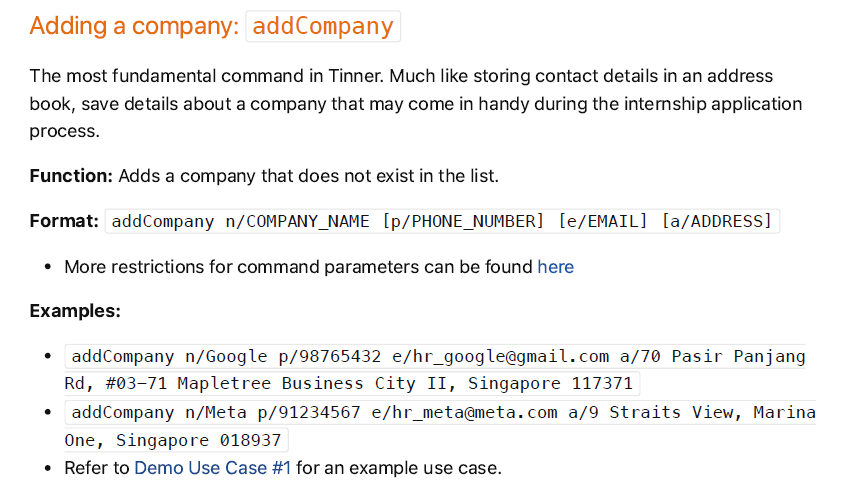 Adding a company: addCompany
The most fundamental command in Tinner. Much like storing contact details in an address
book, save details about a company that may come in handy during the internship application
process.
Function: Adds a company that does not exist in the list.
Format: addCompany n/COMPANY_NAME [p/PHONE_NUMBER] [e/EMAIL] [a/ADDRESS]
• More restrictions for command parameters can be found here
Examples:
• addCompany n/Google p/98765432 e/hr_google@gmail.com a/70 Pasir Panjang
Rd, #03-71 Mapletree Business City II, Singapore 117371
• addCompany n/Meta p/91234567 e/hr_meta@meta.com a/9 Straits View, Marina
One, Singapore 018937
• Refer to Demo Use Case #1 for an example use case.